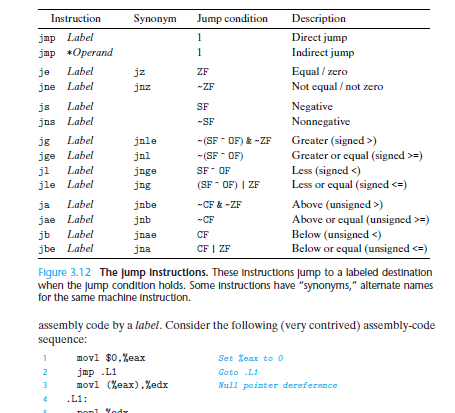 Instruction Synonym Jump condition Description
jmp Label 1 Direct jump
jmp *Operand 1 Indirect jump
je Label jz ZF Equal / zero
jne Label jnz ~ZF Not equal / not zero
js Label SF Negative
jns Label ~SF Nonnegative
jg Label jnle ~(SF ^ OF) & ~ZF Greater (signed >)
jge Label jnl ~(SF ^ OF) Greater or equal (signed >=)
jl Label jnge SF ^ OF Less (signed <)
jle Label jng (SF ^ OF) | ZF Less or equal (signed <=)
ja Label jnbe ~CF & ~ZF Above (unsigned >)
jae Label jnb ~CF Above or equal (unsigned >=)
jb Label jnae CF Below (unsigned <)
jbe Label jna CF | ZF Below or equal (unsigned <=)
Figure 3.12 The jump instructions. These instructions jump to a labeled destination
when the jump condition holds. Some instructions have "synonyms," alternate names
for the same machine instruction.
assembly code by a label. Consider the following (very contrived) assembly-code
sequence:
1 movl $0,%eax Set %eax to 0
2 jmp .L1 Goto .L1
3 movl (%eax),%edx Null pointer dereference
4 .L1: